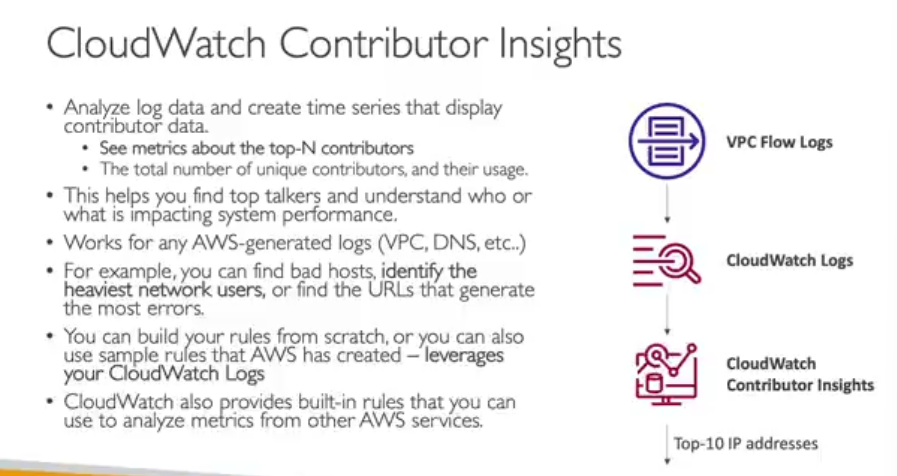 CloudWatch Contributor Insights
• Analyze log data and create time series that display
contributor data.
• See metrics about the top-N contributors
• The total number of unique contributors, and their usage.
• This helps you find top talkers and understand who or
what is impacting system performance.
• Works for any AWS-generated logs (VPC, DNS, etc..)
• For example, you can find bad hosts, identify the
heaviest network users, or find the URLs that generate
the most errors.
• You can build your rules from scratch, or you can also
use sample rules that AWS has created – leverages
your CloudWatch Logs
• CloudWatch also provides built-in rules that you can
use to analyze metrics from other AWS services.
VPC Flow Logs
CloudWatch Logs
CloudWatch
Contributor Insights
Top-10 IP addresses